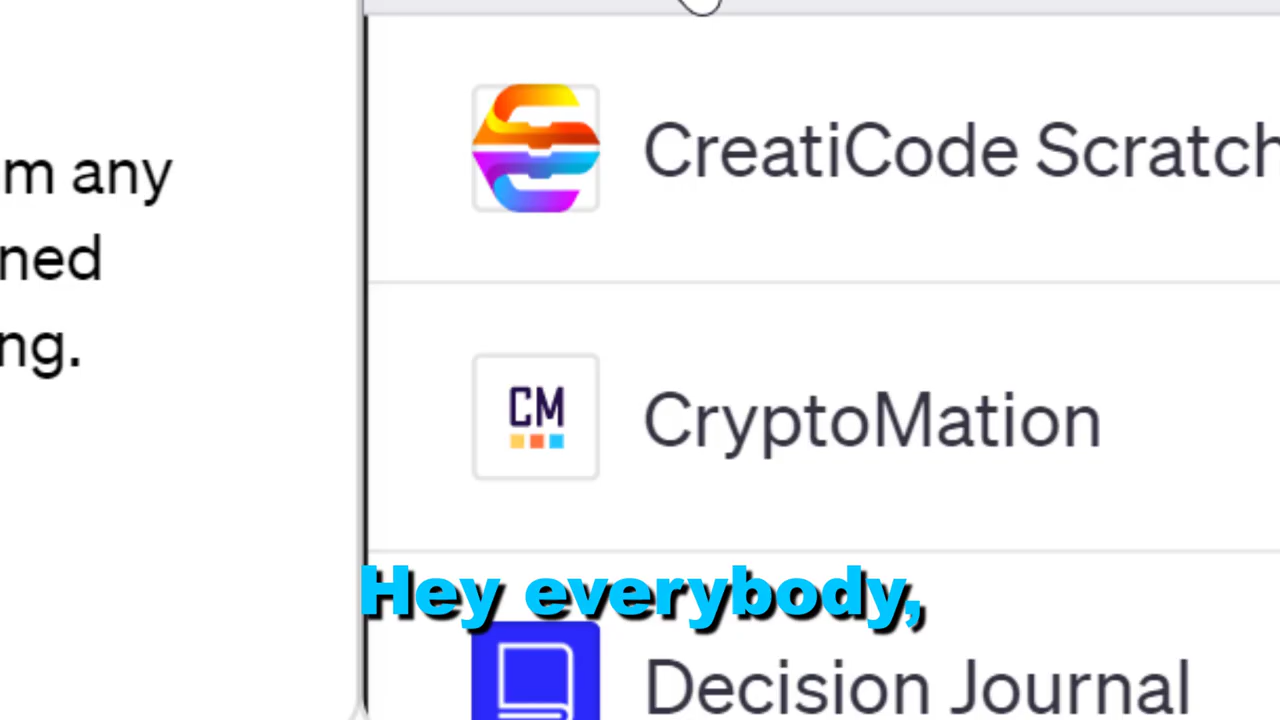 m any
ned
ng.
CreatiCode Scratch
CM
CryptoMation
Hey everybody,
Decision Journal